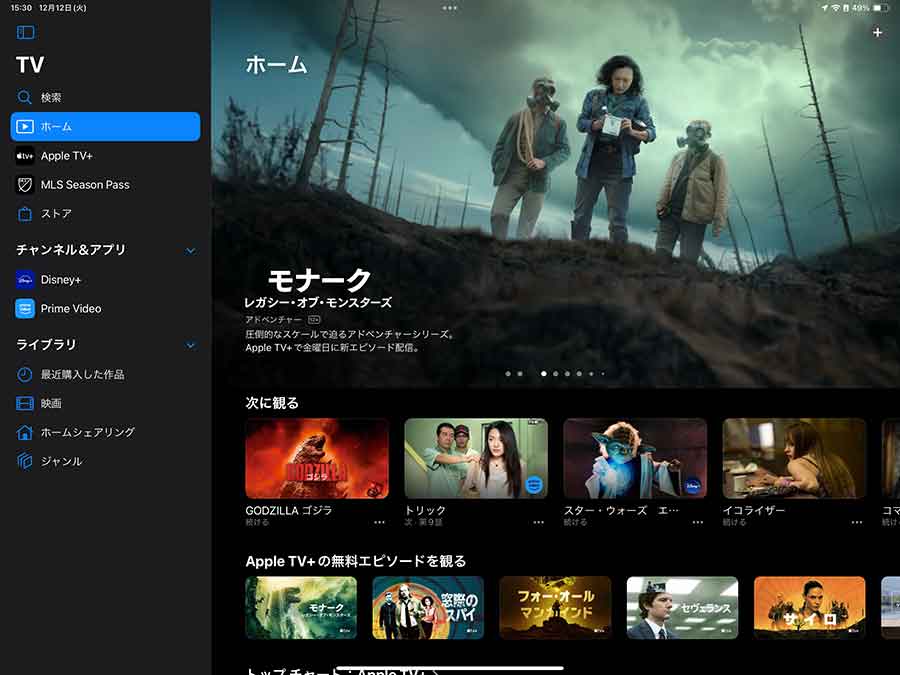 15:30 12月12日(火)
49%
TV
検索
ホーム
Apple TV+
MLS Season Pass
ストア
チャンネル&アプリ
Disney+
Prime Video
ライブラリ
最近購入した作品
映画
ホームシェアリング
ジャンル
ホーム
モナーク
レガシー・オブ・モンスターズ
アドベンチャー 12+
圧倒的なスケールで迫るアドベンチャーシリーズ。
Apple TV+で金曜日に新エピソード配信。
次に観る
GODZILLA
ゴジラ
GODZILLA ゴジラ
続ける
トリック
次・第9話
Disney+
スター・ウォーズ エ…
続ける
イコライザー
続ける
コマ
続け
Apple TV+の無料エピソードを観る
モナーク
レガシー・オブ・モンスターズ
tv+
窓際の
スパイ
tv+
フォー・オール
マンカインド
tv+
セヴェランス
tv+
サイロ
tv+
トップチャート：Apple TV+